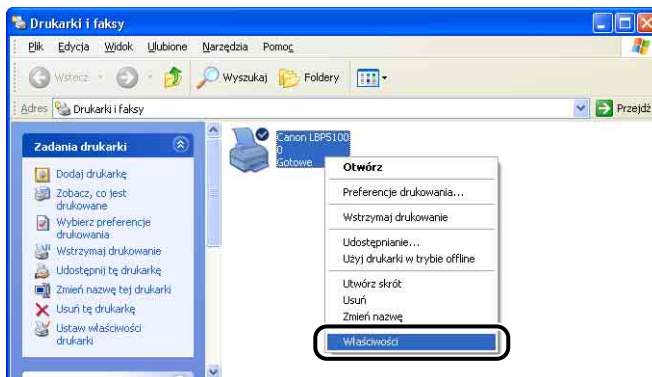 Drukarki i faksy
Plik Edycja Widok Ulubione Narzędzia Pomoc
Wstecz Wyszukaj Foldery
Adres Drukarki i faksy Przejdź
Zadania drukarki
Dodaj drukarkę
Zobacz, co jest
drukowane
Wybierz preferencje
drukowania
Wstrzymaj drukowanie
Udostępnij tę drukarkę
Zmień nazwę tej drukarki
Usuń tę drukarkę
Ustaw właściwości
drukarki
Canon LBP5100
0
Gotowe
Otwórz
Preferencje drukowania...
Wstrzymaj drukowanie
Udostępnianie...
Użyj drukarki w trybie offline
Utwórz skrót
Usuń
Zmień nazwę
Właściwości